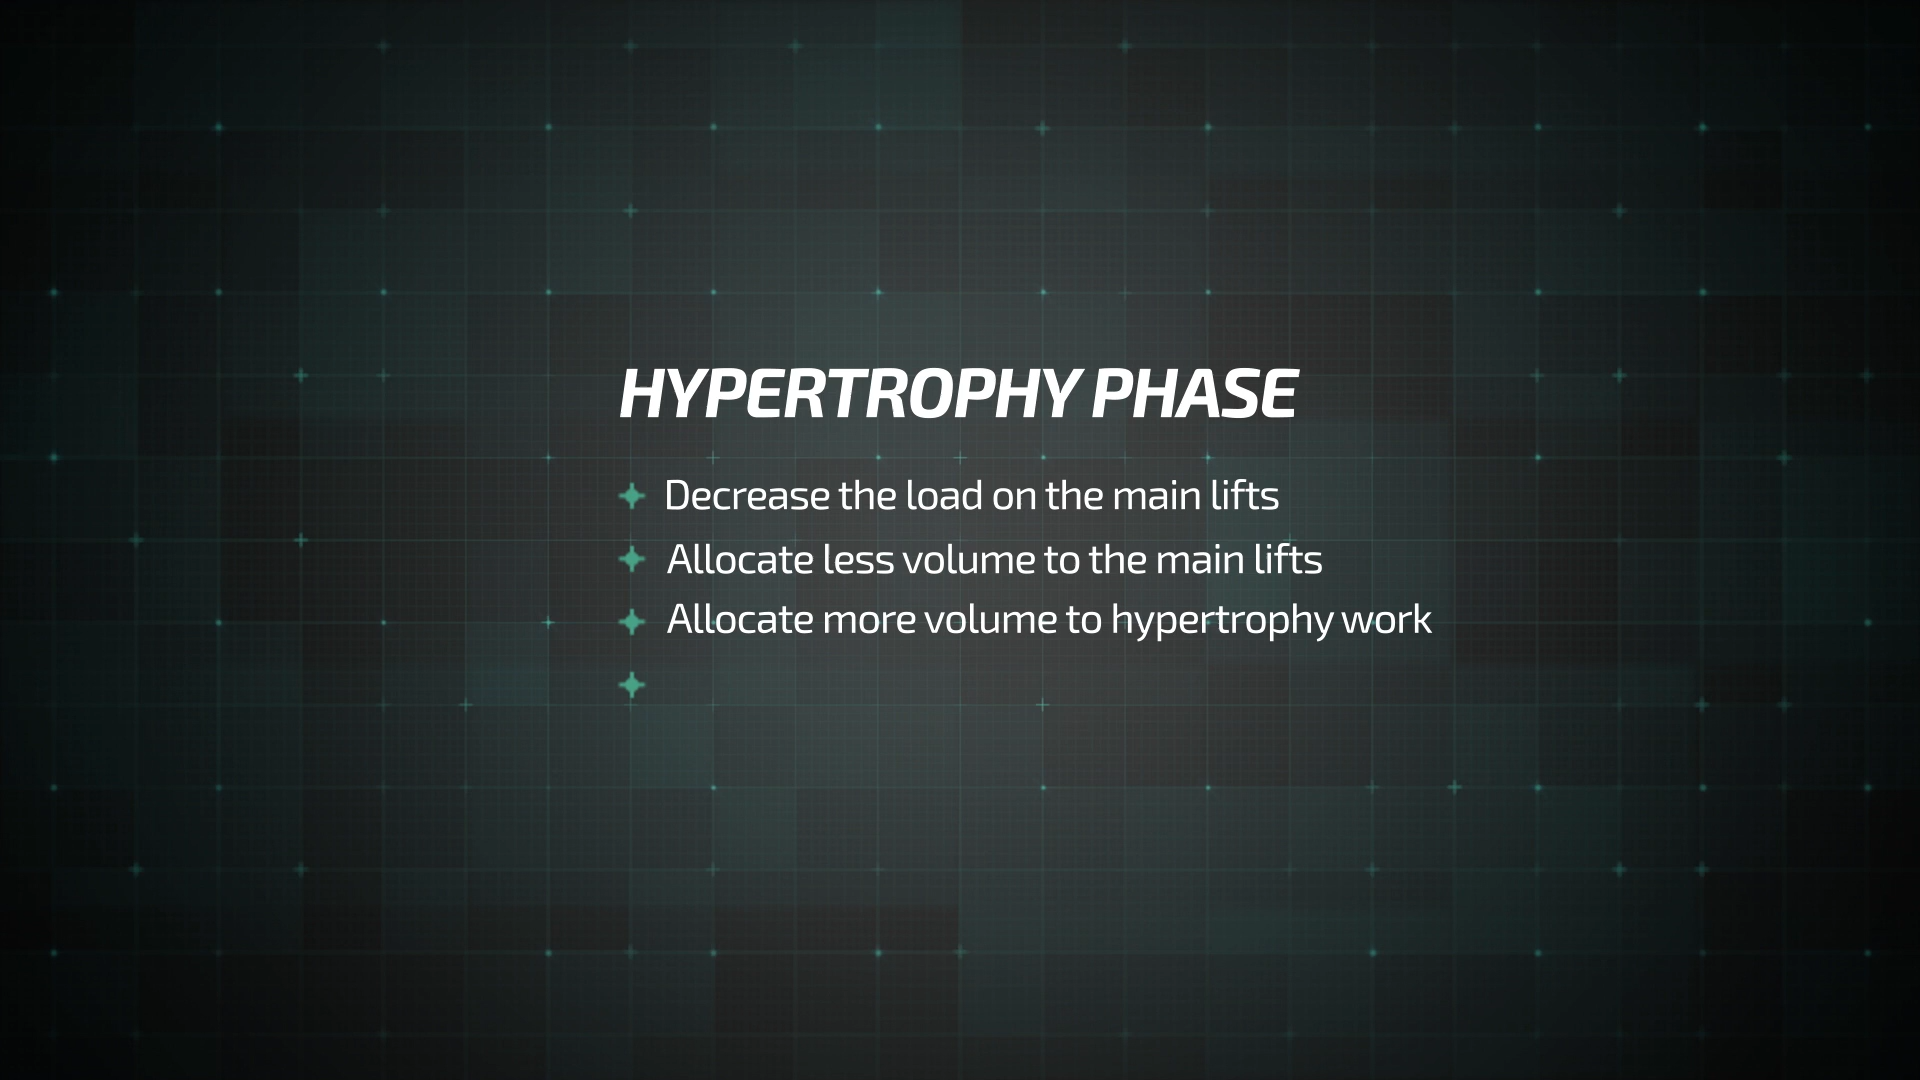 HYPERTROPHY PHASE
Decrease the load on the main lifts
Allocate less volume to the main lifts
Allocate more volume to hypertrophy work